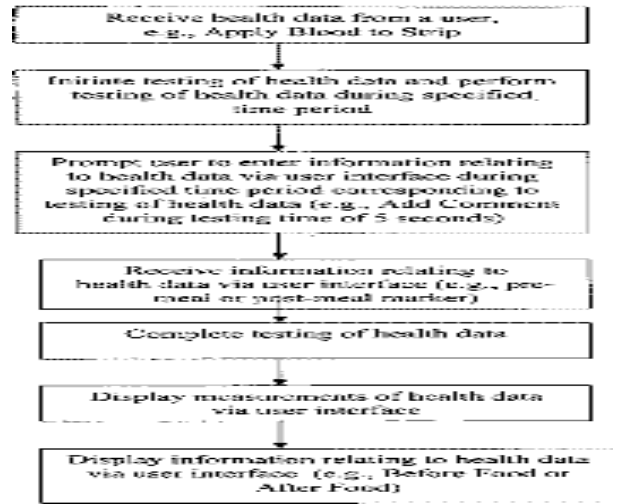 Receive health data from a user,
e.g., Apply Blood to Strip
Initiate testing of health data and perform
testing of health data during specified
time period
Prompt user to enter information relating
to health data via user interface during
specified time period corresponding to
testing of health data (e.g., Add Comment
during testing time of 5 seconds)
Receive information relating to
health data via user interface (e.g., pre-
meal or post-meal marker)
Complete testing of health data
Display measurements of health data
via user interface
Display information relating to health data
via user interface (e.g., Before Food or
After Food)